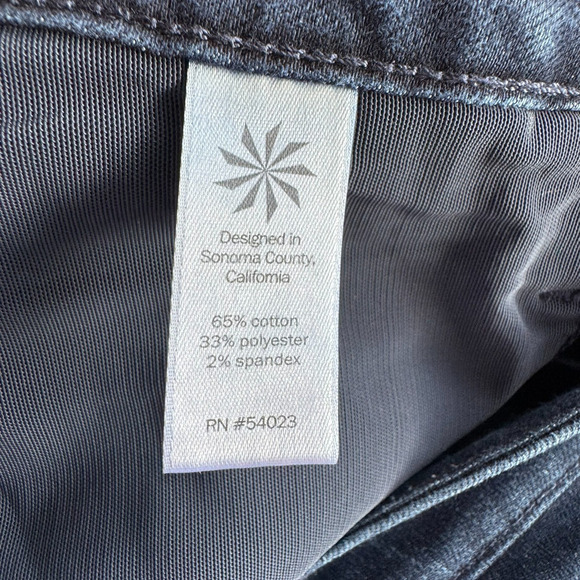 Designed in
Sonoma County,
California
65% cotton
33% polyester
2% spandex
RN #54023